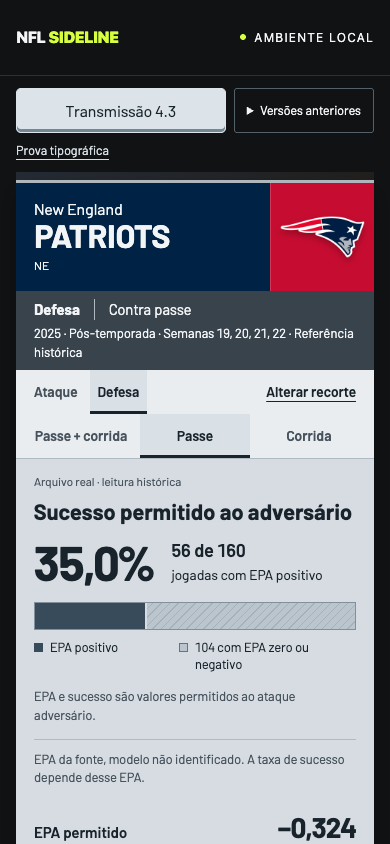 NFL SIDELINE
AMBIENTE LOCAL
Transmissão 4.3
Versões anteriores
Prova tipográfica
New England
PATRIOTS
NE
Defesa
Contra passe
2025 · Pós-temporada · Semanas 19, 20, 21, 22 · Referência
histórica
Ataque
Defesa
Alterar recorte
Passe + corrida
Passe
Corrida
Arquivo real · leitura histórica
Sucesso permitido ao adversário
35,0%
56 de 160
jogadas com EPA positivo
EPA positivo
104 com EPA zero ou
negativo
EPA e sucesso são valores permitidos ao ataque
adversário.
EPA da fonte, modelo não identificado. A taxa de sucesso
depende desse EPA.
EPA permitido
−0,324